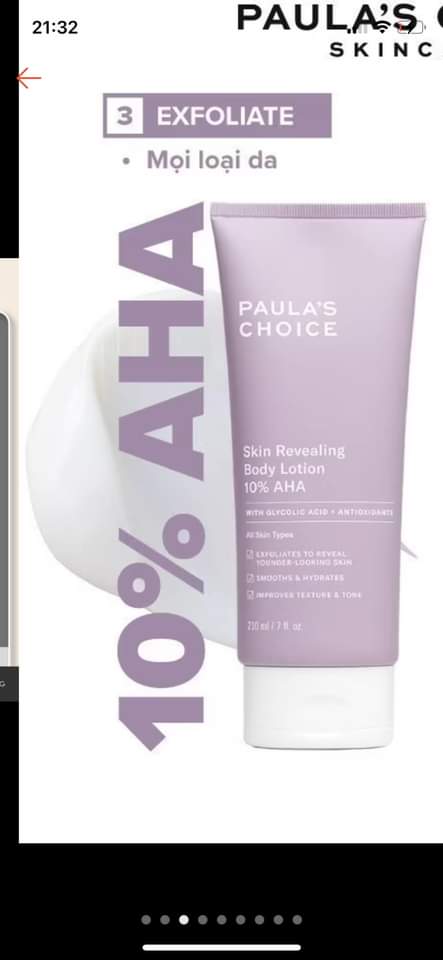 21:32
PAULA'S
SKINC
3 EXFOLIATE
• Mọi loại da
10% AHA
PAULA'S
CHOICE
Skin Revealing
Body Lotion
10% AHA
WITH GLYCOLIC ACID + ANTIOXIDANTS
All Skin Types
EXFOLIATES TO REVEAL
YOUNGER-LOOKING SKIN
SMOOTHS & HYDRATES
IMPROVES TEXTURE & TONE
210 ml / 7 fl. oz.
G